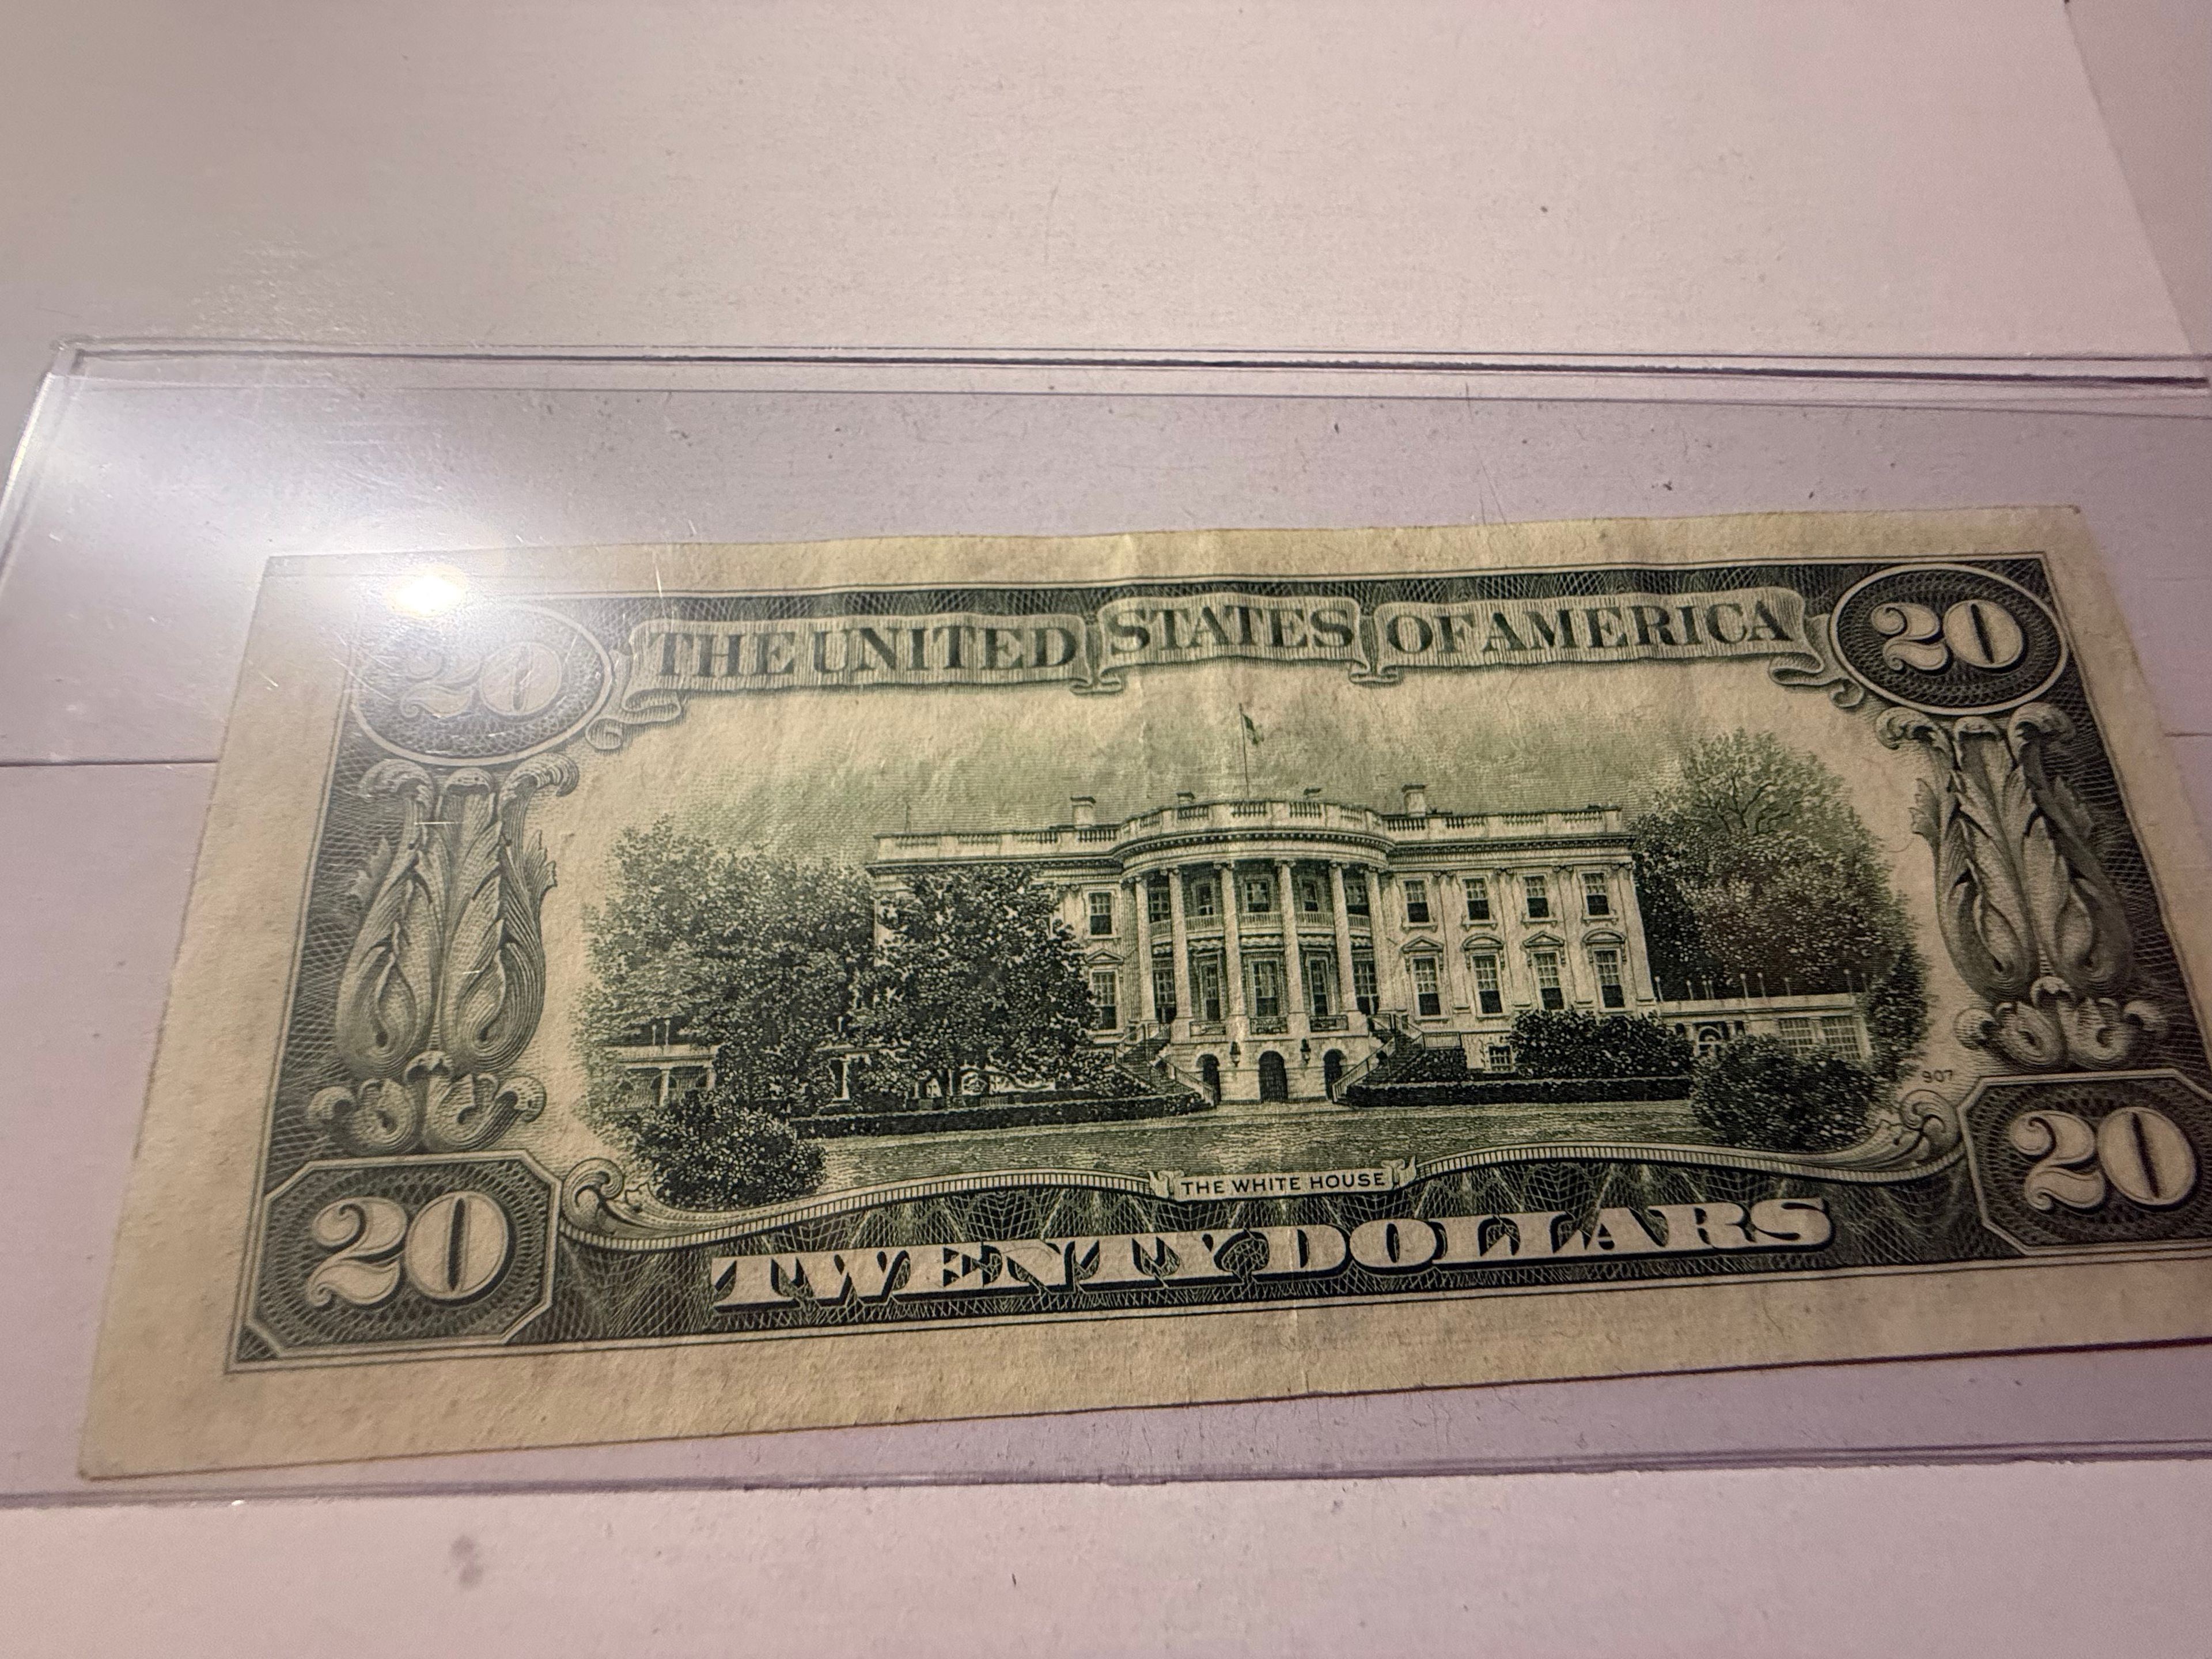 20 THE UNITED STATES OF AMERICA 20
907
THE WHITE HOUSE
20 TWENTY DOLLARS 20